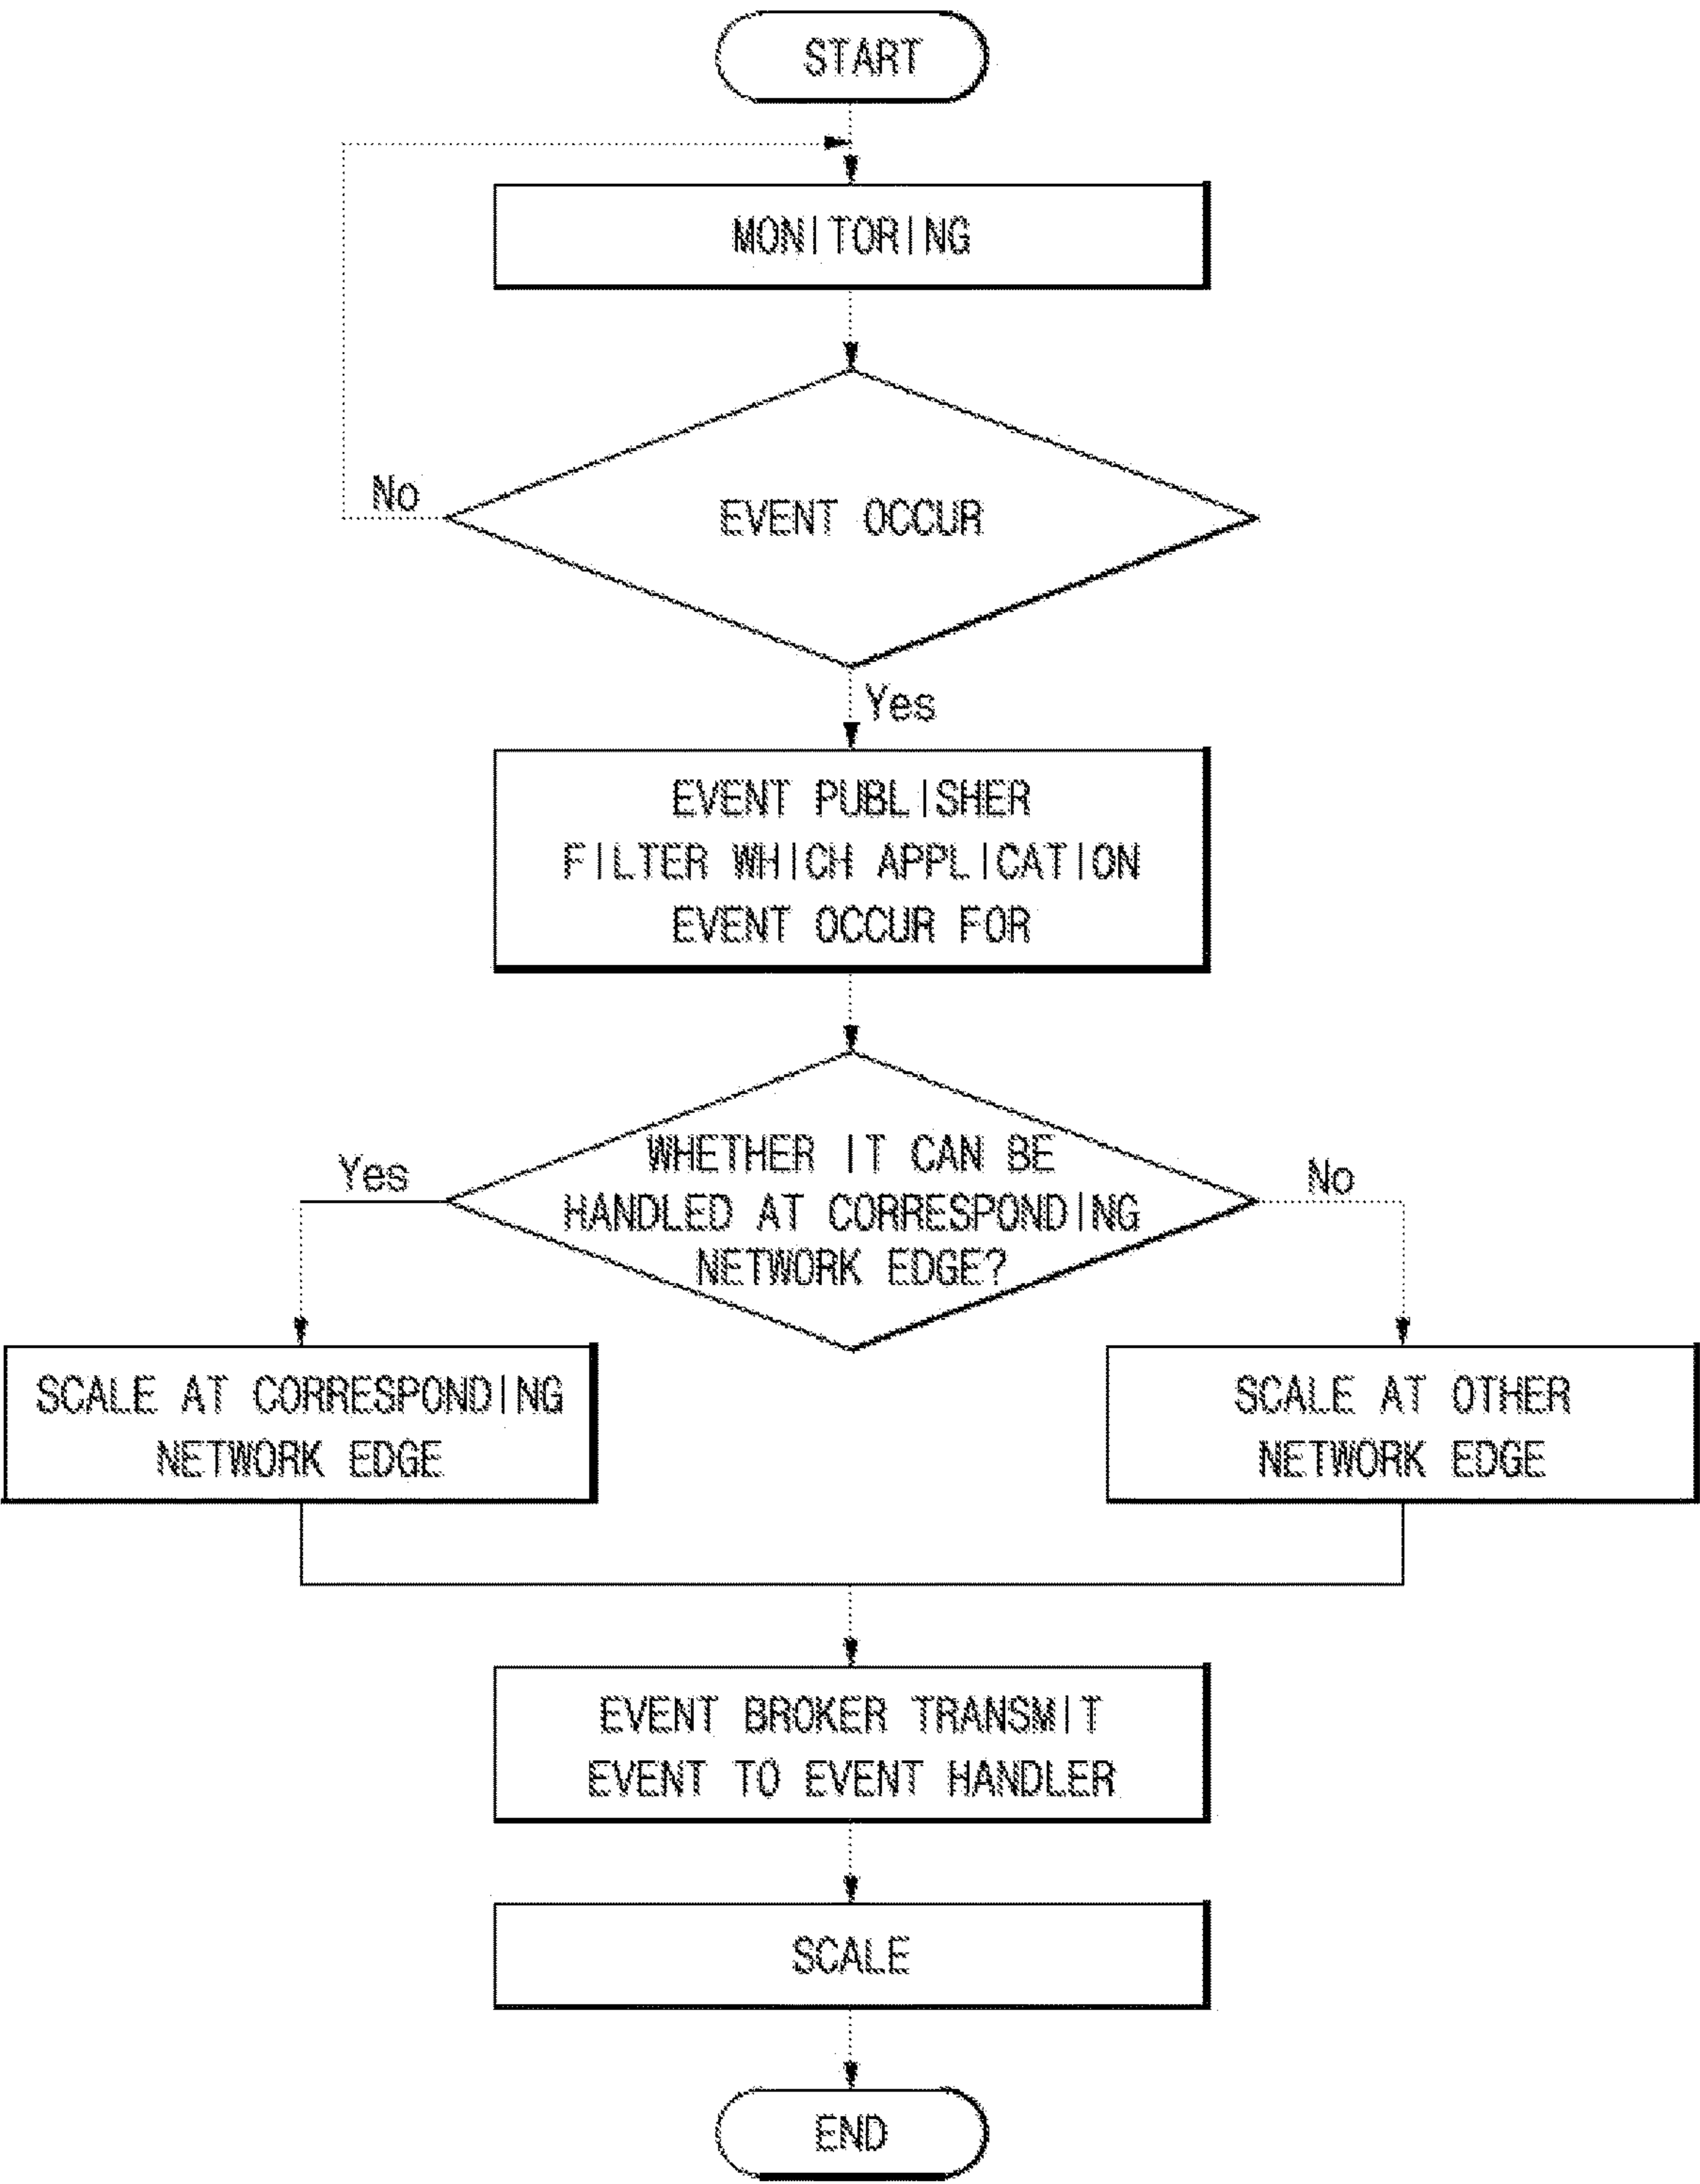 START
MONITORING
EVENT OCCUR
No
Yes
EVENT PUBLISHER
FILTER WHICH APPLICATION
EVENT OCCUR FOR
WHETHER IT CAN BE
HANDLED AT CORRESPONDING
NETWORK EDGE?
Yes
No
SCALE AT CORRESPONDING
NETWORK EDGE
SCALE AT OTHER
NETWORK EDGE
EVENT BROKER TRANSMIT
EVENT TO EVENT HANDLER
SCALE
END